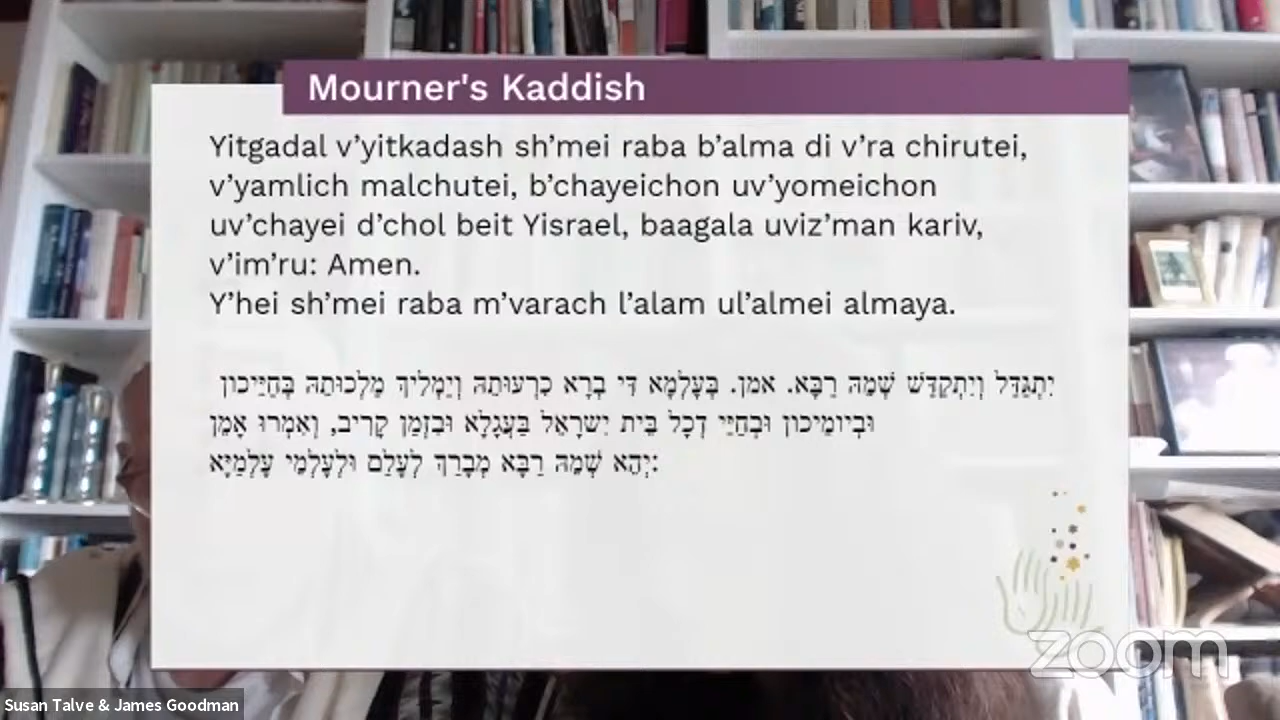 Mourner's Kaddish
Yitgadal v’yitkadash sh’mei raba b’alma di v’ra chirutei,
v’yamlich malchutei, b’chayeichon uv’yomeichon
uv’chayei d’chol beit Yisrael, baagala uviz’man kariv,
v’im’ru: Amen.
Y’hei sh’mei raba m’varach l’alam ul’almei almaya.
יִתְגַּדַּל וְיִתְקַדַּשׁ שְׁמֵהּ רַבָּא. אמן. בְּעָלְמָא דִּי בְרָא כִרְעוּתֵהּ וְיַמְלִיךְ מַלְכוּתֵהּ בְּחַיֵּיכוֹן
וּבְיוֹמֵיכוֹן וּבְחַיֵּי דְכָל בֵּית יִשְׂרָאֵל בַּעֲגָלָא וּבִזְמַן קָרִיב, וְאִמְרוּ אָמֵן
יְהֵא שְׁמֵהּ רַבָּא מְבָרַךְ לְעָלַם וּלְעָלְמֵי עָלְמַיָּא:
zoom
Susan Talve & James Goodman